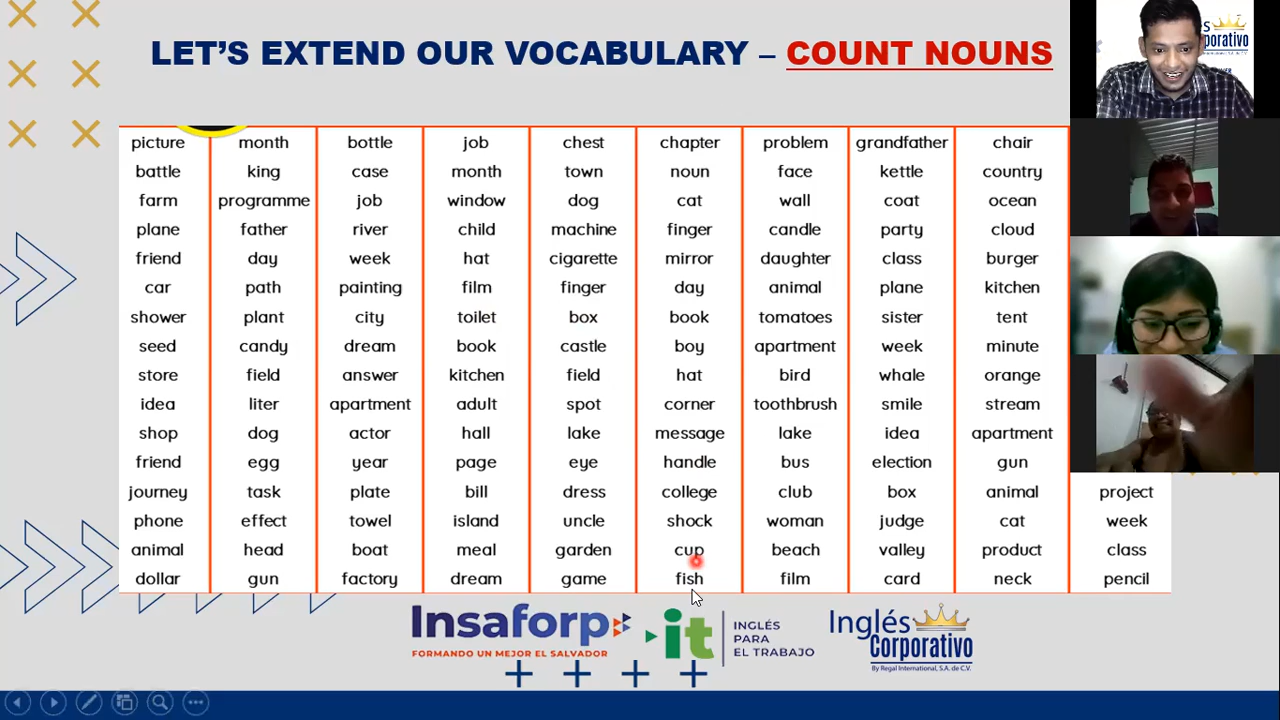 LET'S EXTEND OUR VOCABULARY – COUNT NOUNS
picture month bottle job chest chapter problem grandfather chair
battle king case month town noun face kettle country
farm programme job window dog cat wall coat ocean
plane father river child machine finger candle party cloud
friend day week hat cigarette mirror daughter class burger
car path painting film finger day animal plane kitchen
shower plant city toilet box book tomatoes sister tent
seed candy dream book castle boy apartment week minute
store field answer kitchen field hat bird whale orange
idea liter apartment adult spot corner toothbrush smile stream
shop dog actor hall lake message lake idea apartment
friend egg year page eye handle bus election gun
journey task plate bill dress college club box animal project
phone effect towel island uncle shock woman judge cat week
animal head boat meal garden cup beach valley product class
dollar gun factory dream game fish film card neck pencil
Insaforp
FORMANDO UN MEJOR EL SALVADOR
it
INGLÉS
PARA
EL TRABAJO
Inglés
Corporativo
By Regal International, S.A. de C.V.